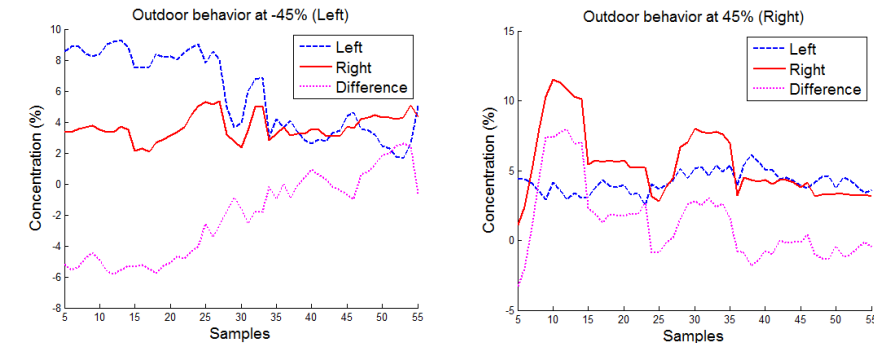 Outdoor behavior at -45% (Left)
Concentration (%)
10
8
6
4
2
0
-2
-4
-6
-8
Left
Right
Difference
5 10 15 20 25 30 35 40 45 50 55
Samples
Outdoor behavior at 45% (Right)
Concentration (%)
15
10
5
0
-5
Left
Right
Difference
5 10 15 20 25 30 35 40 45 50 55
Samples